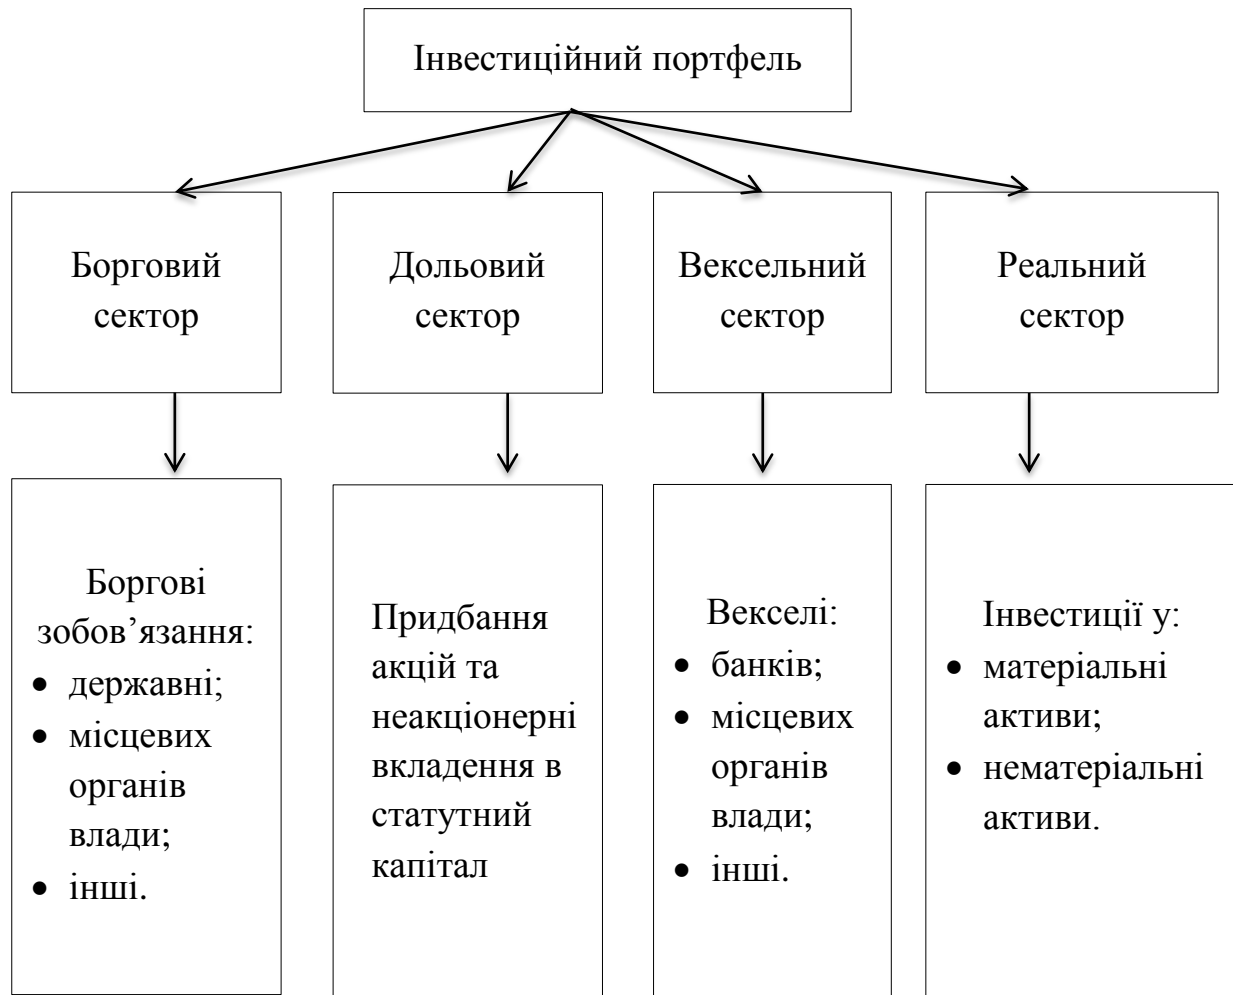 Інвестиційний портфель
Борговий
сектор
Дольовий
сектор
Вексельний
сектор
Реальний
сектор
Боргові
зобов’язання:
• державні;
• місцевих
органів
влади;
• інші.
Придбання
акцій та
неакціонерні
вкладення в
статутний
капітал
Векселі:
• банків;
• місцевих
органів
влади;
• інші.
Інвестиції у:
• матеріальні
активи;
• нематеріальні
активи.